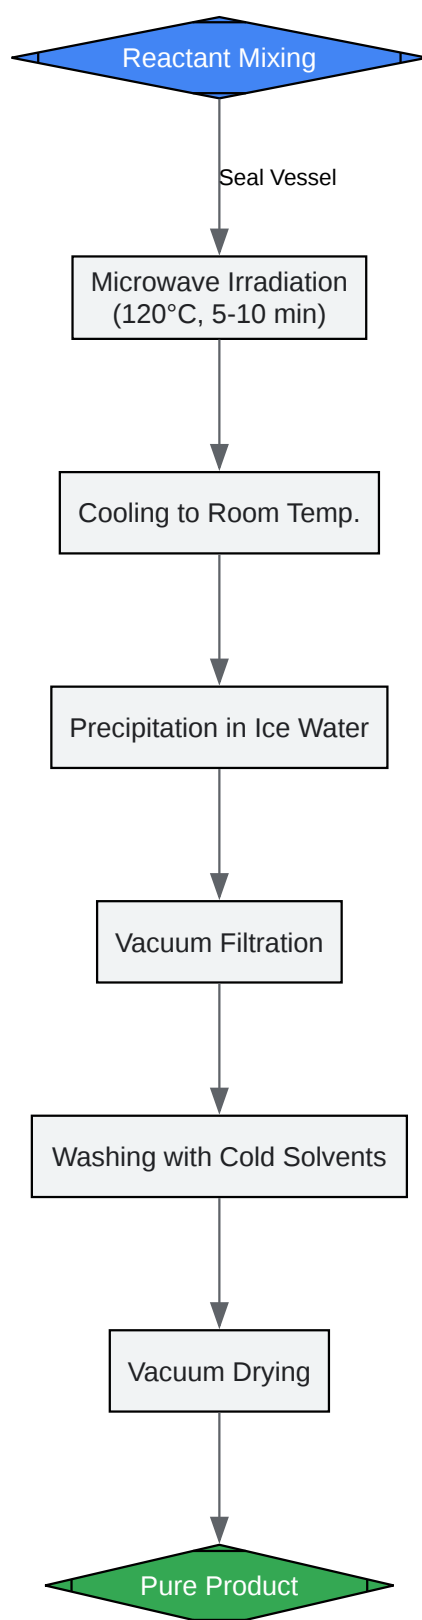 Reactant Mixing
Seal Vessel
Microwave Irradiation
(120°C, 5-10 min)
Cooling to Room Temp.
Precipitation in Ice Water
Vacuum Filtration
Washing with Cold Solvents
Vacuum Drying
Pure Product